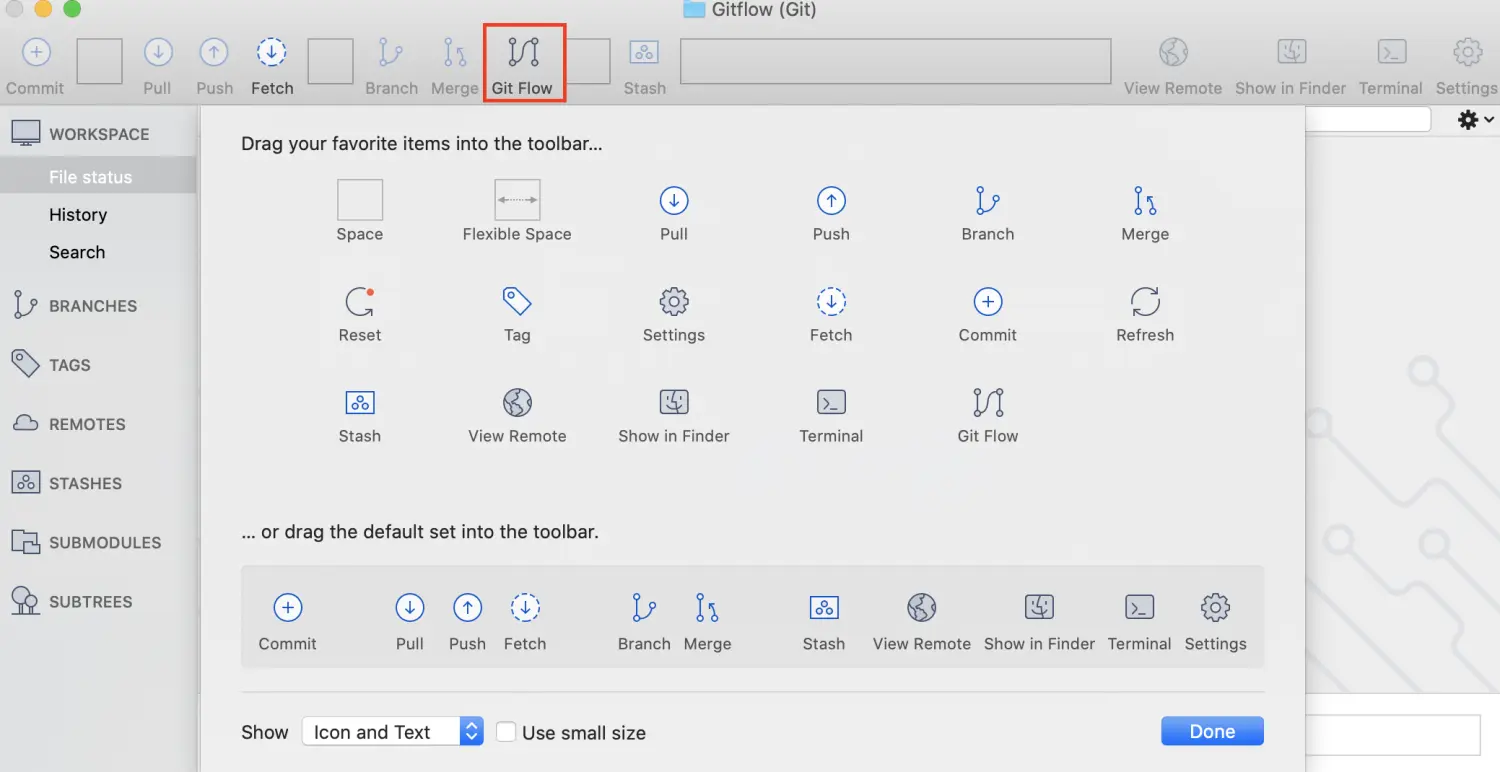 Gitflow (Git)
Commit Pull Push Fetch Branch Merge Git Flow Stash View Remote Show in Finder Terminal Settings
WORKSPACE
File status
History
Search
BRANCHES
TAGS
REMOTES
STASHES
SUBMODULES
SUBTREES
Drag your favorite items into the toolbar...
Space Flexible Space Pull Push Branch Merge
Reset Tag Settings Fetch Commit Refresh
Stash View Remote Show in Finder Terminal Git Flow
... or drag the default set into the toolbar.
Commit Pull Push Fetch Branch Merge Stash View Remote Show in Finder Terminal Settings
Show Icon and Text Use small size Done